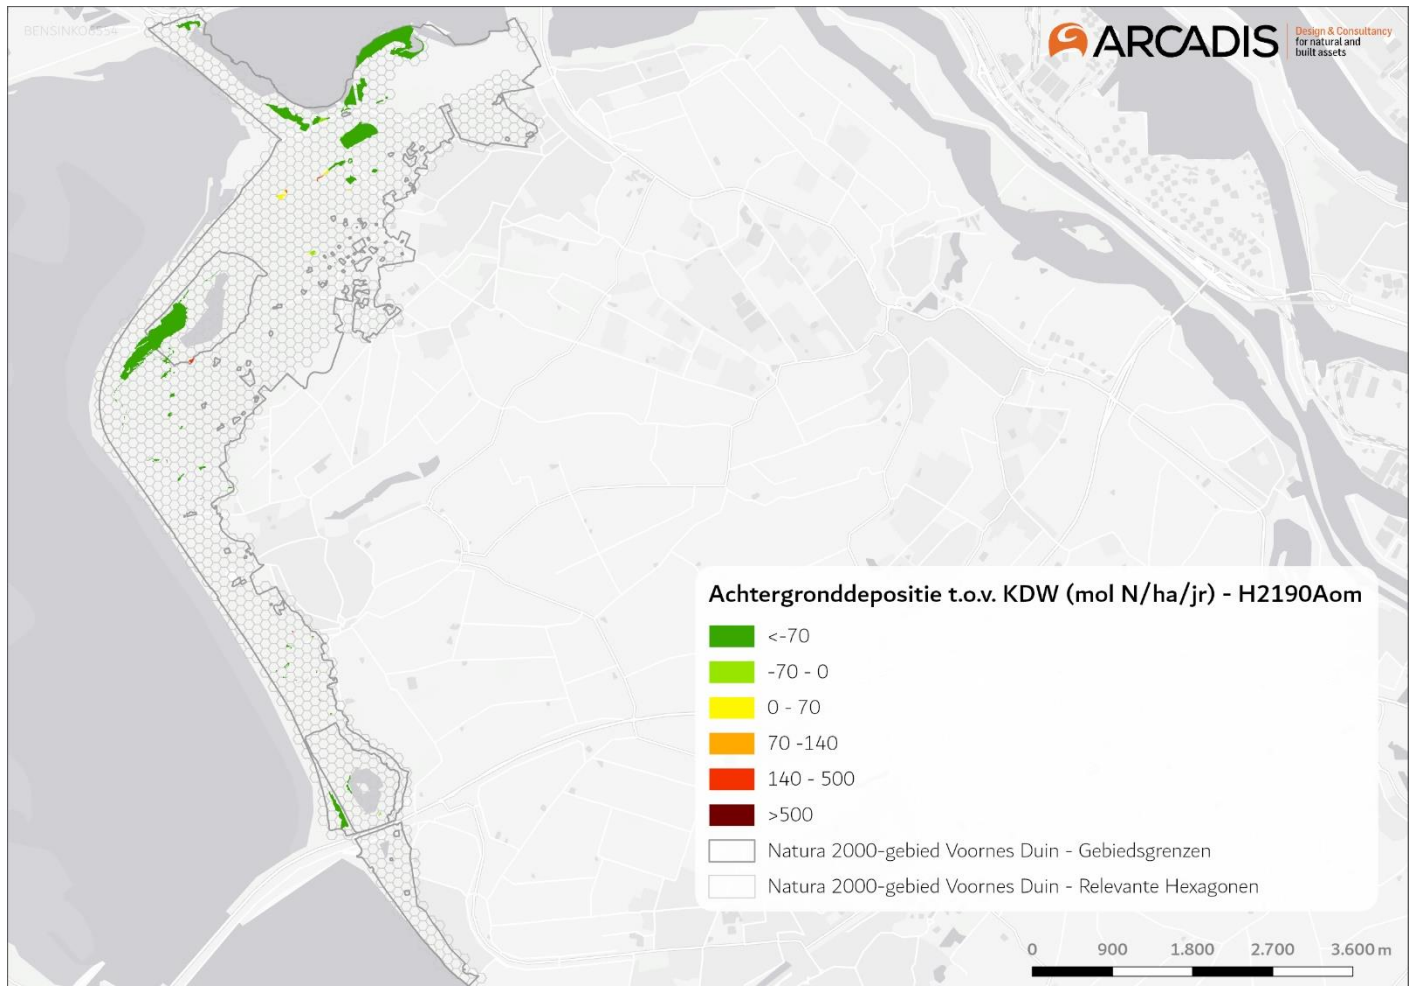 BENSINKO8554
ARCADIS
Design & Consultancy
for natural and
built assets
Achtergronddepositie t.o.v. KDW (mol N/ha/jr) - H2190Aom
<-70
-70 - 0
0 - 70
70 -140
140 - 500
>500
Natura 2000-gebied Voornes Duin - Gebiedsgrenzen
Natura 2000-gebied Voornes Duin - Relevante Hexagonen
0 900 1.800 2.700 3.600 m